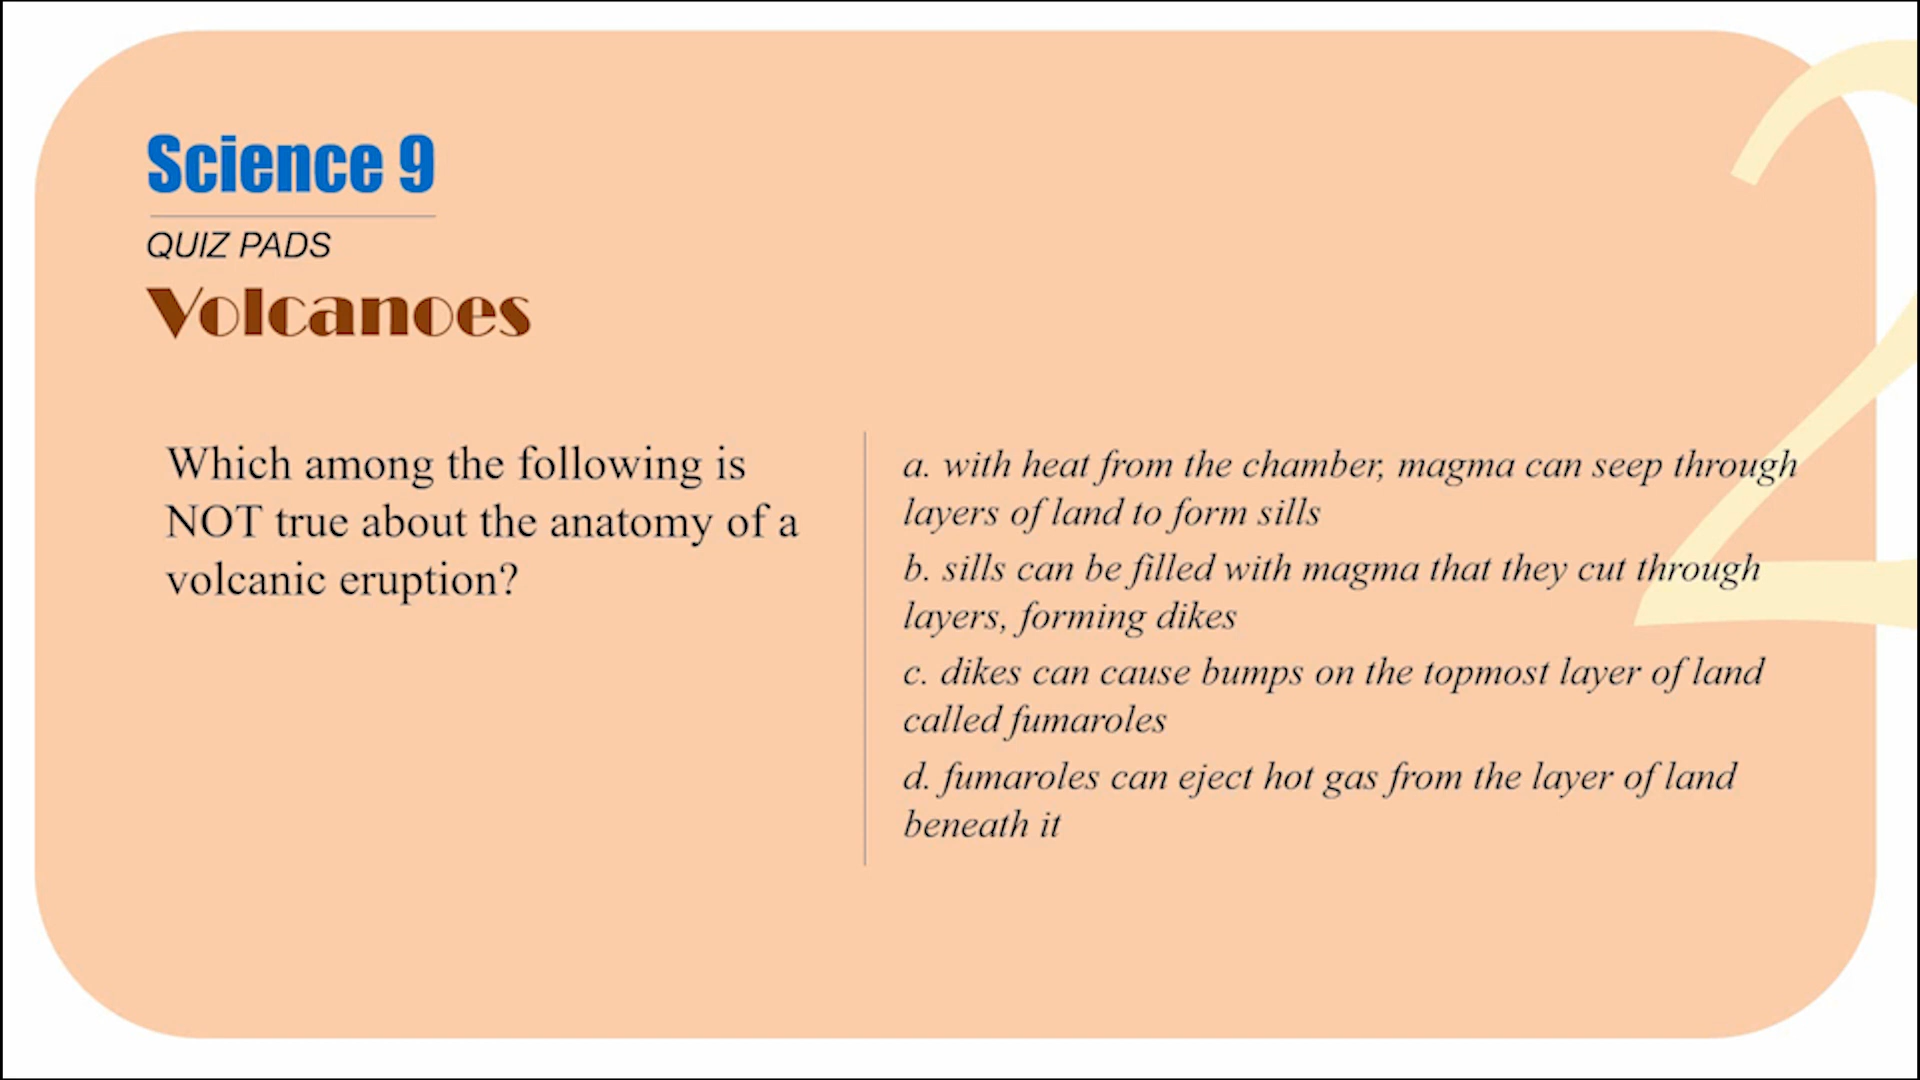 Science 9
QUIZ PADS
Volcanoes
Which among the following is
NOT true about the anatomy of a
volcanic eruption?
a. with heat from the chamber, magma can seep through
layers of land to form sills
b. sills can be filled with magma that they cut through
layers, forming dikes
c. dikes can cause bumps on the topmost layer of land
called fumaroles
d. fumaroles can eject hot gas from the layer of land
beneath it
2